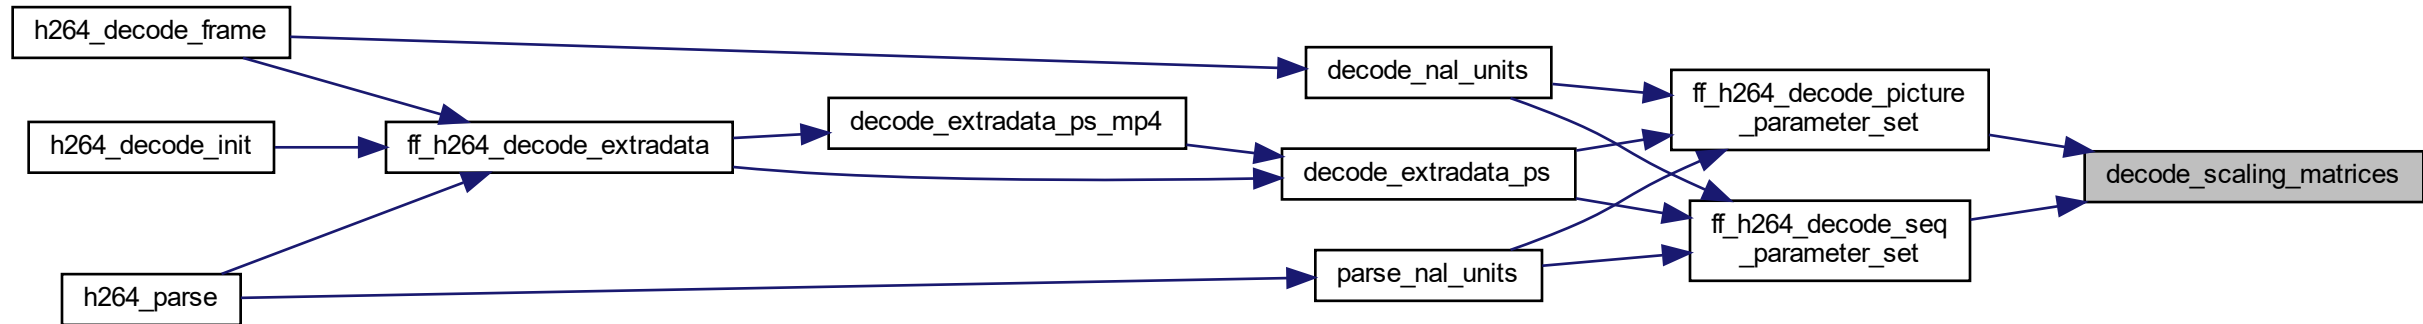 h264_decode_frame
decode_nal_units
ff_h264_decode_picture
_parameter_set
decode_extradata_ps_mp4
h264_decode_init
ff_h264_decode_extradata
decode_extradata_ps
decode_scaling_matrices
ff_h264_decode_seq
_parameter_set
parse_nal_units
h264_parse